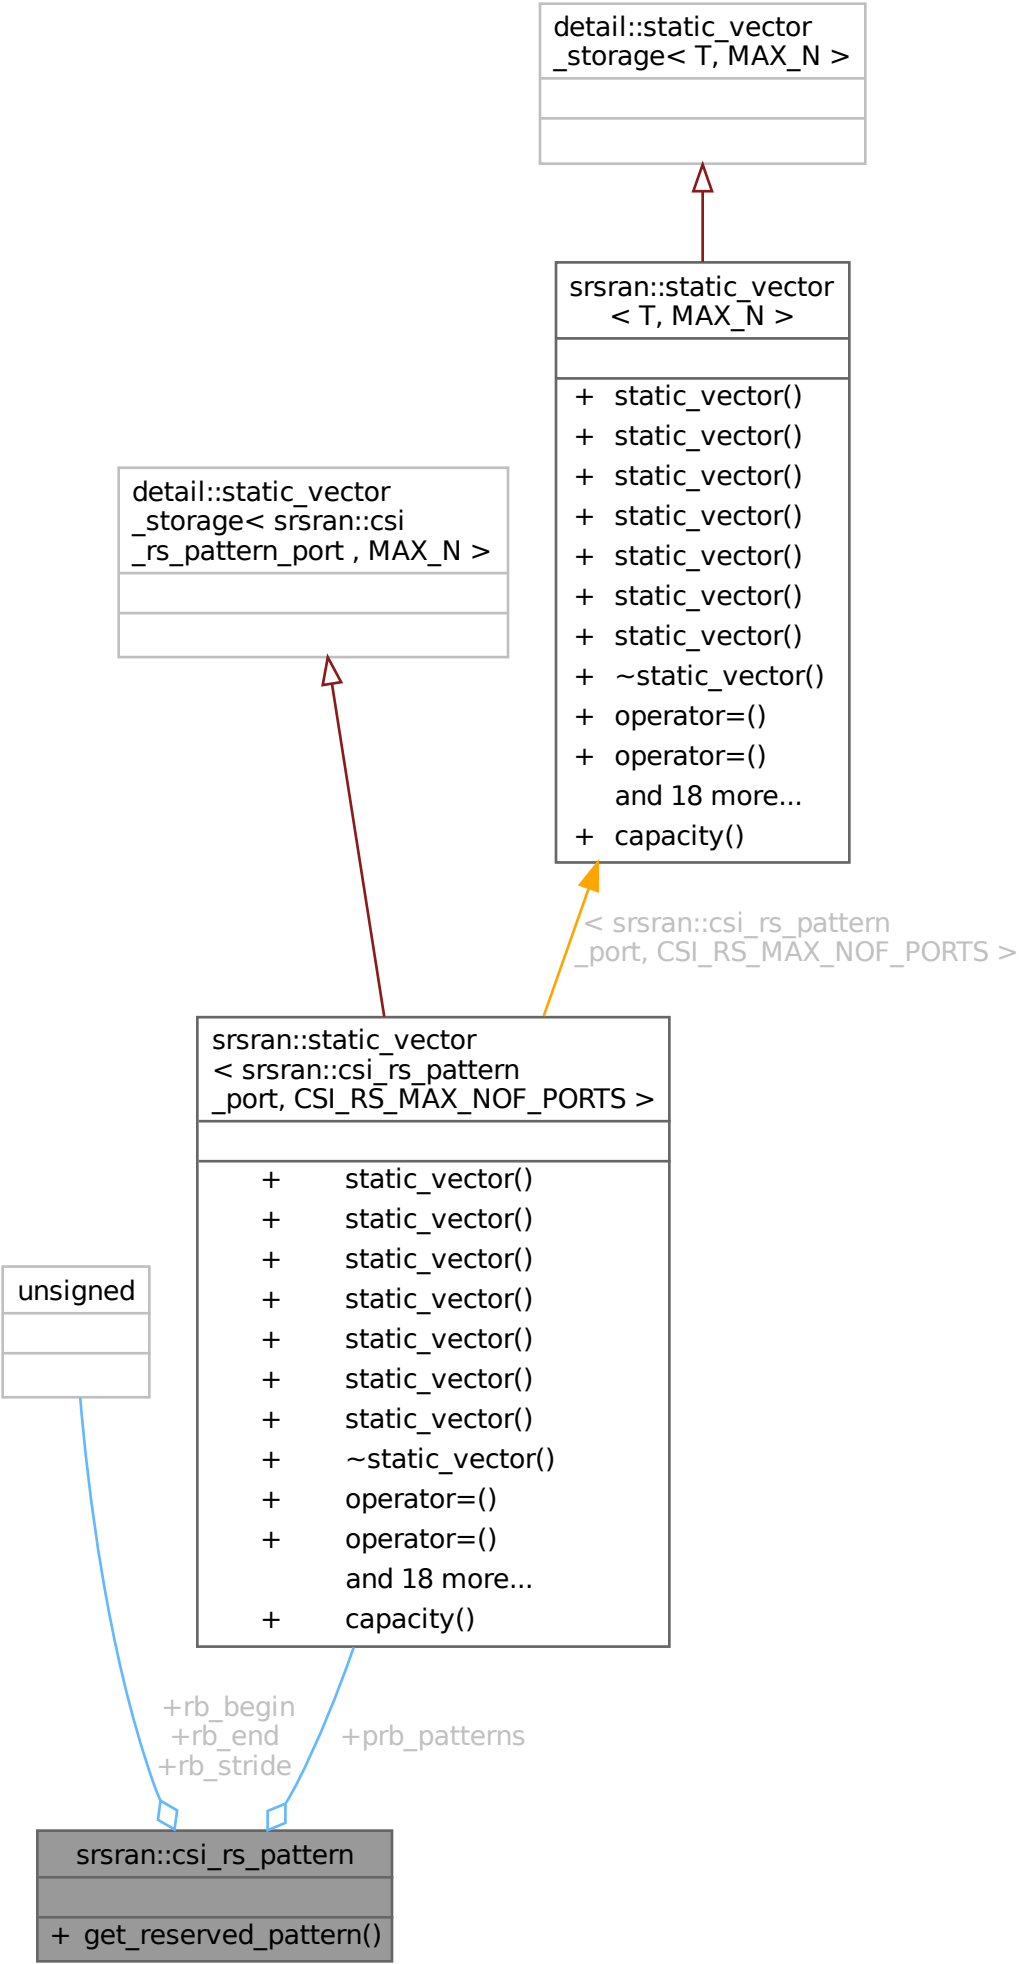 detail::static_vector
_storage< T, MAX_N >
srsran::static_vector
< T, MAX_N >
+ static_vector()
+ static_vector()
+ static_vector()
+ static_vector()
+ static_vector()
+ static_vector()
+ static_vector()
+ ~static_vector()
+ operator=()
+ operator=()
and 18 more...
+ capacity()
detail::static_vector
_storage< srsran::csi
_rs_pattern_port , MAX_N >
< srsran::csi_rs_pattern
_port, CSI_RS_MAX_NOF_PORTS >
srsran::static_vector
< srsran::csi_rs_pattern
_port, CSI_RS_MAX_NOF_PORTS >
+ static_vector()
+ static_vector()
+ static_vector()
+ static_vector()
+ static_vector()
+ static_vector()
+ static_vector()
+ ~static_vector()
+ operator=()
+ operator=()
and 18 more...
+ capacity()
unsigned
+rb_begin
+rb_end
+rb_stride
+prb_patterns
srsran::csi_rs_pattern
+ get_reserved_pattern()